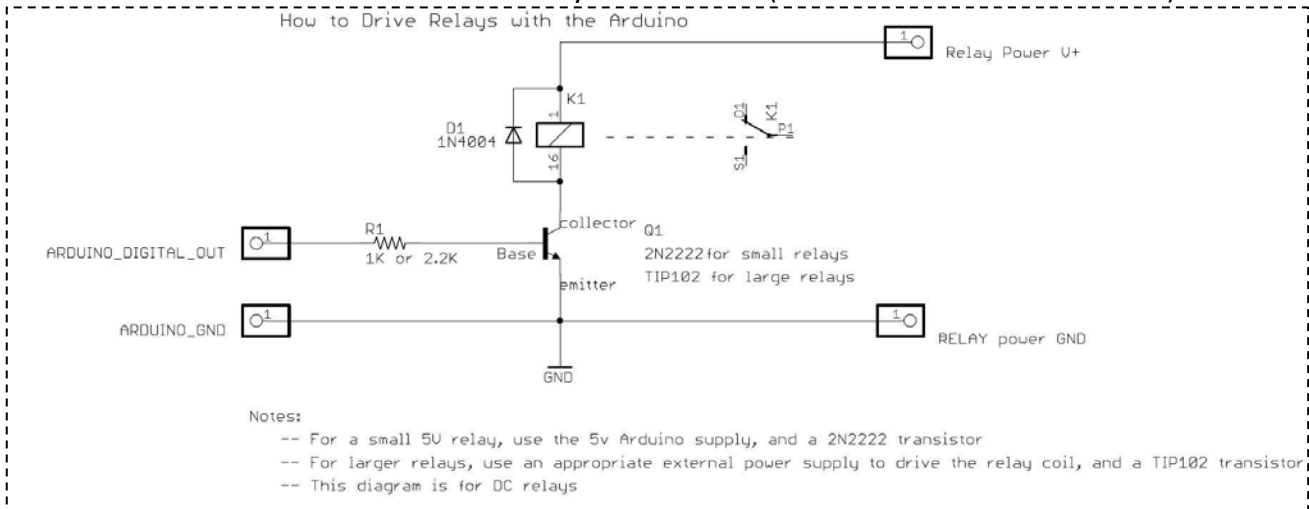 How to Drive Relays with the Arduino
1
Relay Power V+
K1
1
D1
1N4004
16
O1
K1
P1
S1
collector
Q1
1
R1
ARDUINO_DIGITAL_OUT
1K or 2.2K
Base
2N2222 for small relays
TIP102 for large relays
emitter
1
1
ARDUINO_GND
RELAY power GND
GND
Notes:
-- For a small 5V relay, use the 5v Arduino supply, and a 2N2222 transistor
-- For larger relays, use an appropriate external power supply to drive the relay coil, and a TIP102 transistor
-- This diagram is for DC relays